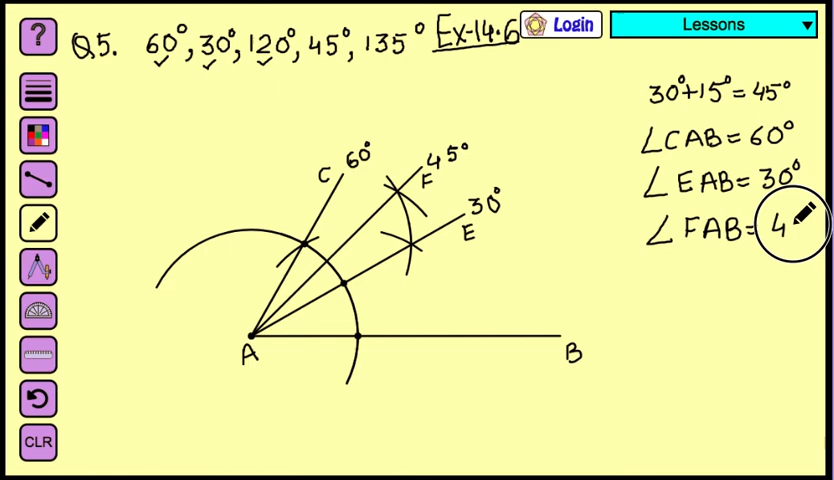 Q5. 60°, 30°, 120°, 45°, 135° Ex-14.6
Login
Lessons
?
CLR
30°+15°=45°
∠CAB=60°
∠EAB=30°
∠FAB=4
C 60°
45°
F
30°
E
A
B